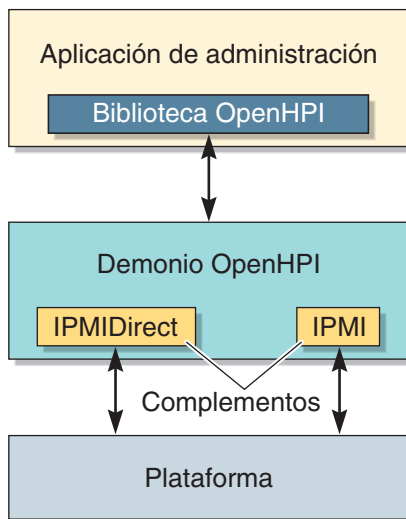 Aplicación de administración
Biblioteca OpenHPI
Demonio OpenHPI
IPMIDirect
IPMI
Complementos
Plataforma